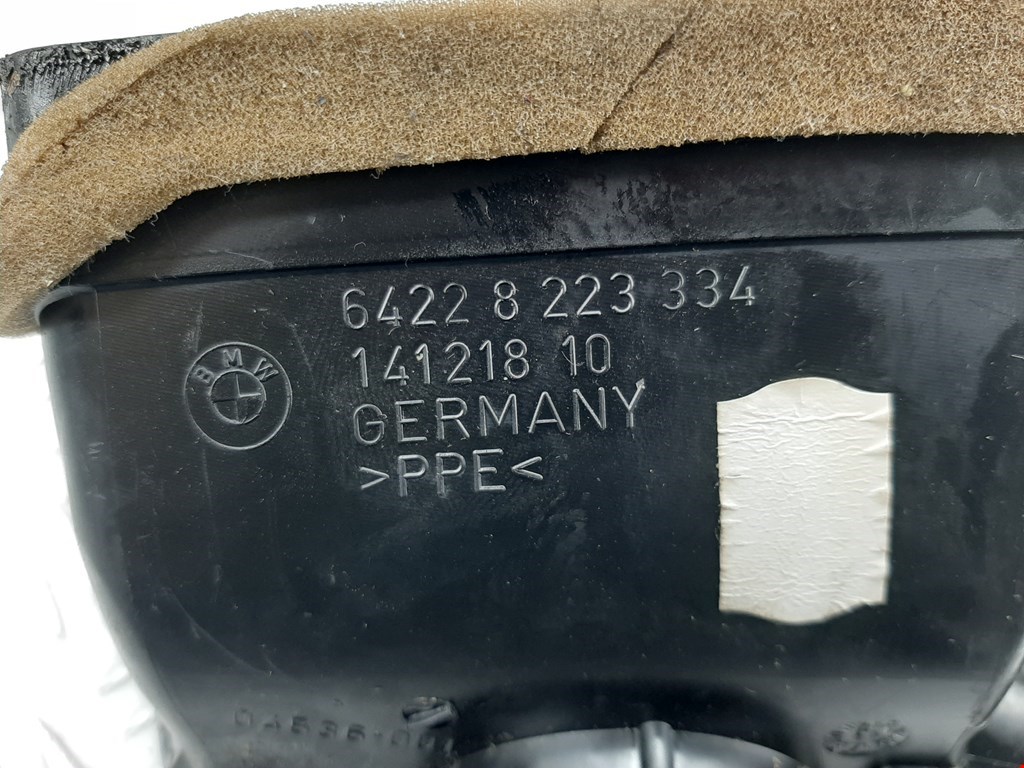 6422 8 223 334
BMW
141218 10
GERMANY
>PPE<